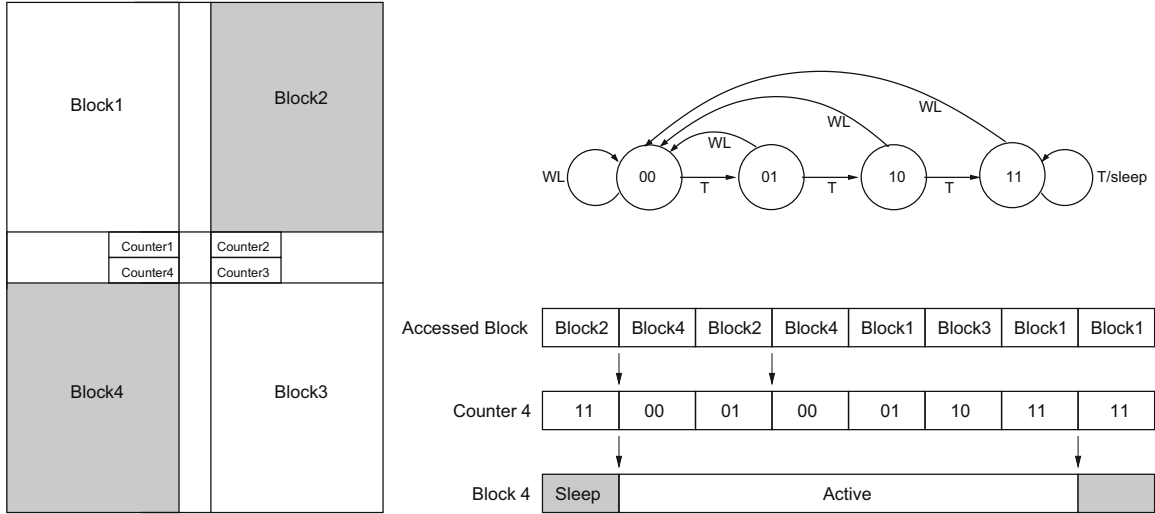 Block1
Block2
Counter1
Counter2
Counter4
Counter3
Block4
Block3
WL
WL
WL
WL
00
01
10
11
T
T
T
T/sleep
Accessed Block
Block2 Block4 Block2 Block4 Block1 Block3 Block1 Block1
Counter 4
11 00 01 00 01 10 11 11
Block 4
Sleep Active